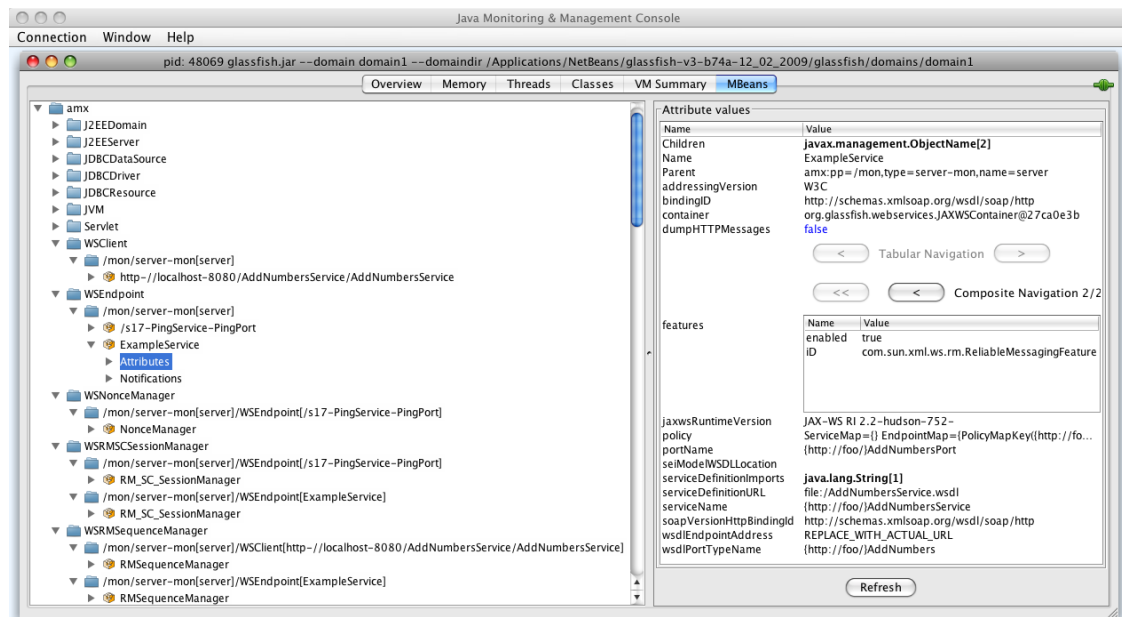 Java Monitoring & Management Console
Connection Window Help
pid: 48069 glassfish.jar --domain domain1 --domaindir /Applications/NetBeans/glassfish-v3-b74a-12_02_2009/glassfish/domains/domain1
Overview Memory Threads Classes VM Summary MBeans
amx
J2EEDomain
J2EEServer
JDBCDataSource
JDBCDriver
JDBCResource
JVM
Servlet
WSClient
/mon/server-mon[server]
http-//localhost-8080/AddNumbersService/AddNumbersService
WSEndpoint
/mon/server-mon[server]
/s17-PingService-PingPort
ExampleService
Attributes
Notifications
WSNonceManager
/mon/server-mon[server]/WSEndpoint[/s17-PingService-PingPort]
NonceManager
WSRMSCSessionManager
/mon/server-mon[server]/WSEndpoint[/s17-PingService-PingPort]
RM_SC_SessionManager
/mon/server-mon[server]/WSEndpoint[ExampleService]
RM_SC_SessionManager
WSRMSequenceManager
/mon/server-mon[server]/WSClient[http-//localhost-8080/AddNumbersService/AddNumbersService]
RMSequenceManager
/mon/server-mon[server]/WSEndpoint[ExampleService]
RMSequenceManager
Attribute values
Name Value
Children javax.management.ObjectName[2]
Name ExampleService
Parent amx:pp=/mon,type=server-mon,name=server
addressingVersion W3C
bindingID http://schemas.xmlsoap.org/wsdl/soap/http
container org.glassfish.webservices.JAXWSContainer@27ca0e3b
dumpHTTPMessages false
< Tabular Navigation >
<< < Composite Navigation 2/2
features
Name Value
enabled true
iD com.sun.xml.ws.rm.ReliableMessagingFeature
jaxwsRuntimeVersion JAX-WS RI 2.2-hudson-752-
policy ServiceMap={} EndpointMap={PolicyMapKey({http://fo...
portName {http://foo/}AddNumbersPort
seiModelWSDLLocation
serviceDefinitionImports java.lang.String[1]
serviceDefinitionURL file:/AddNumbersService.wsdl
serviceName {http://foo/}AddNumbersService
soapVersionHttpBindingId http://schemas.xmlsoap.org/wsdl/soap/http
wsdlEndpointAddress REPLACE_WITH_ACTUAL_URL
wsdlPortTypeName {http://foo/}AddNumbers
Refresh